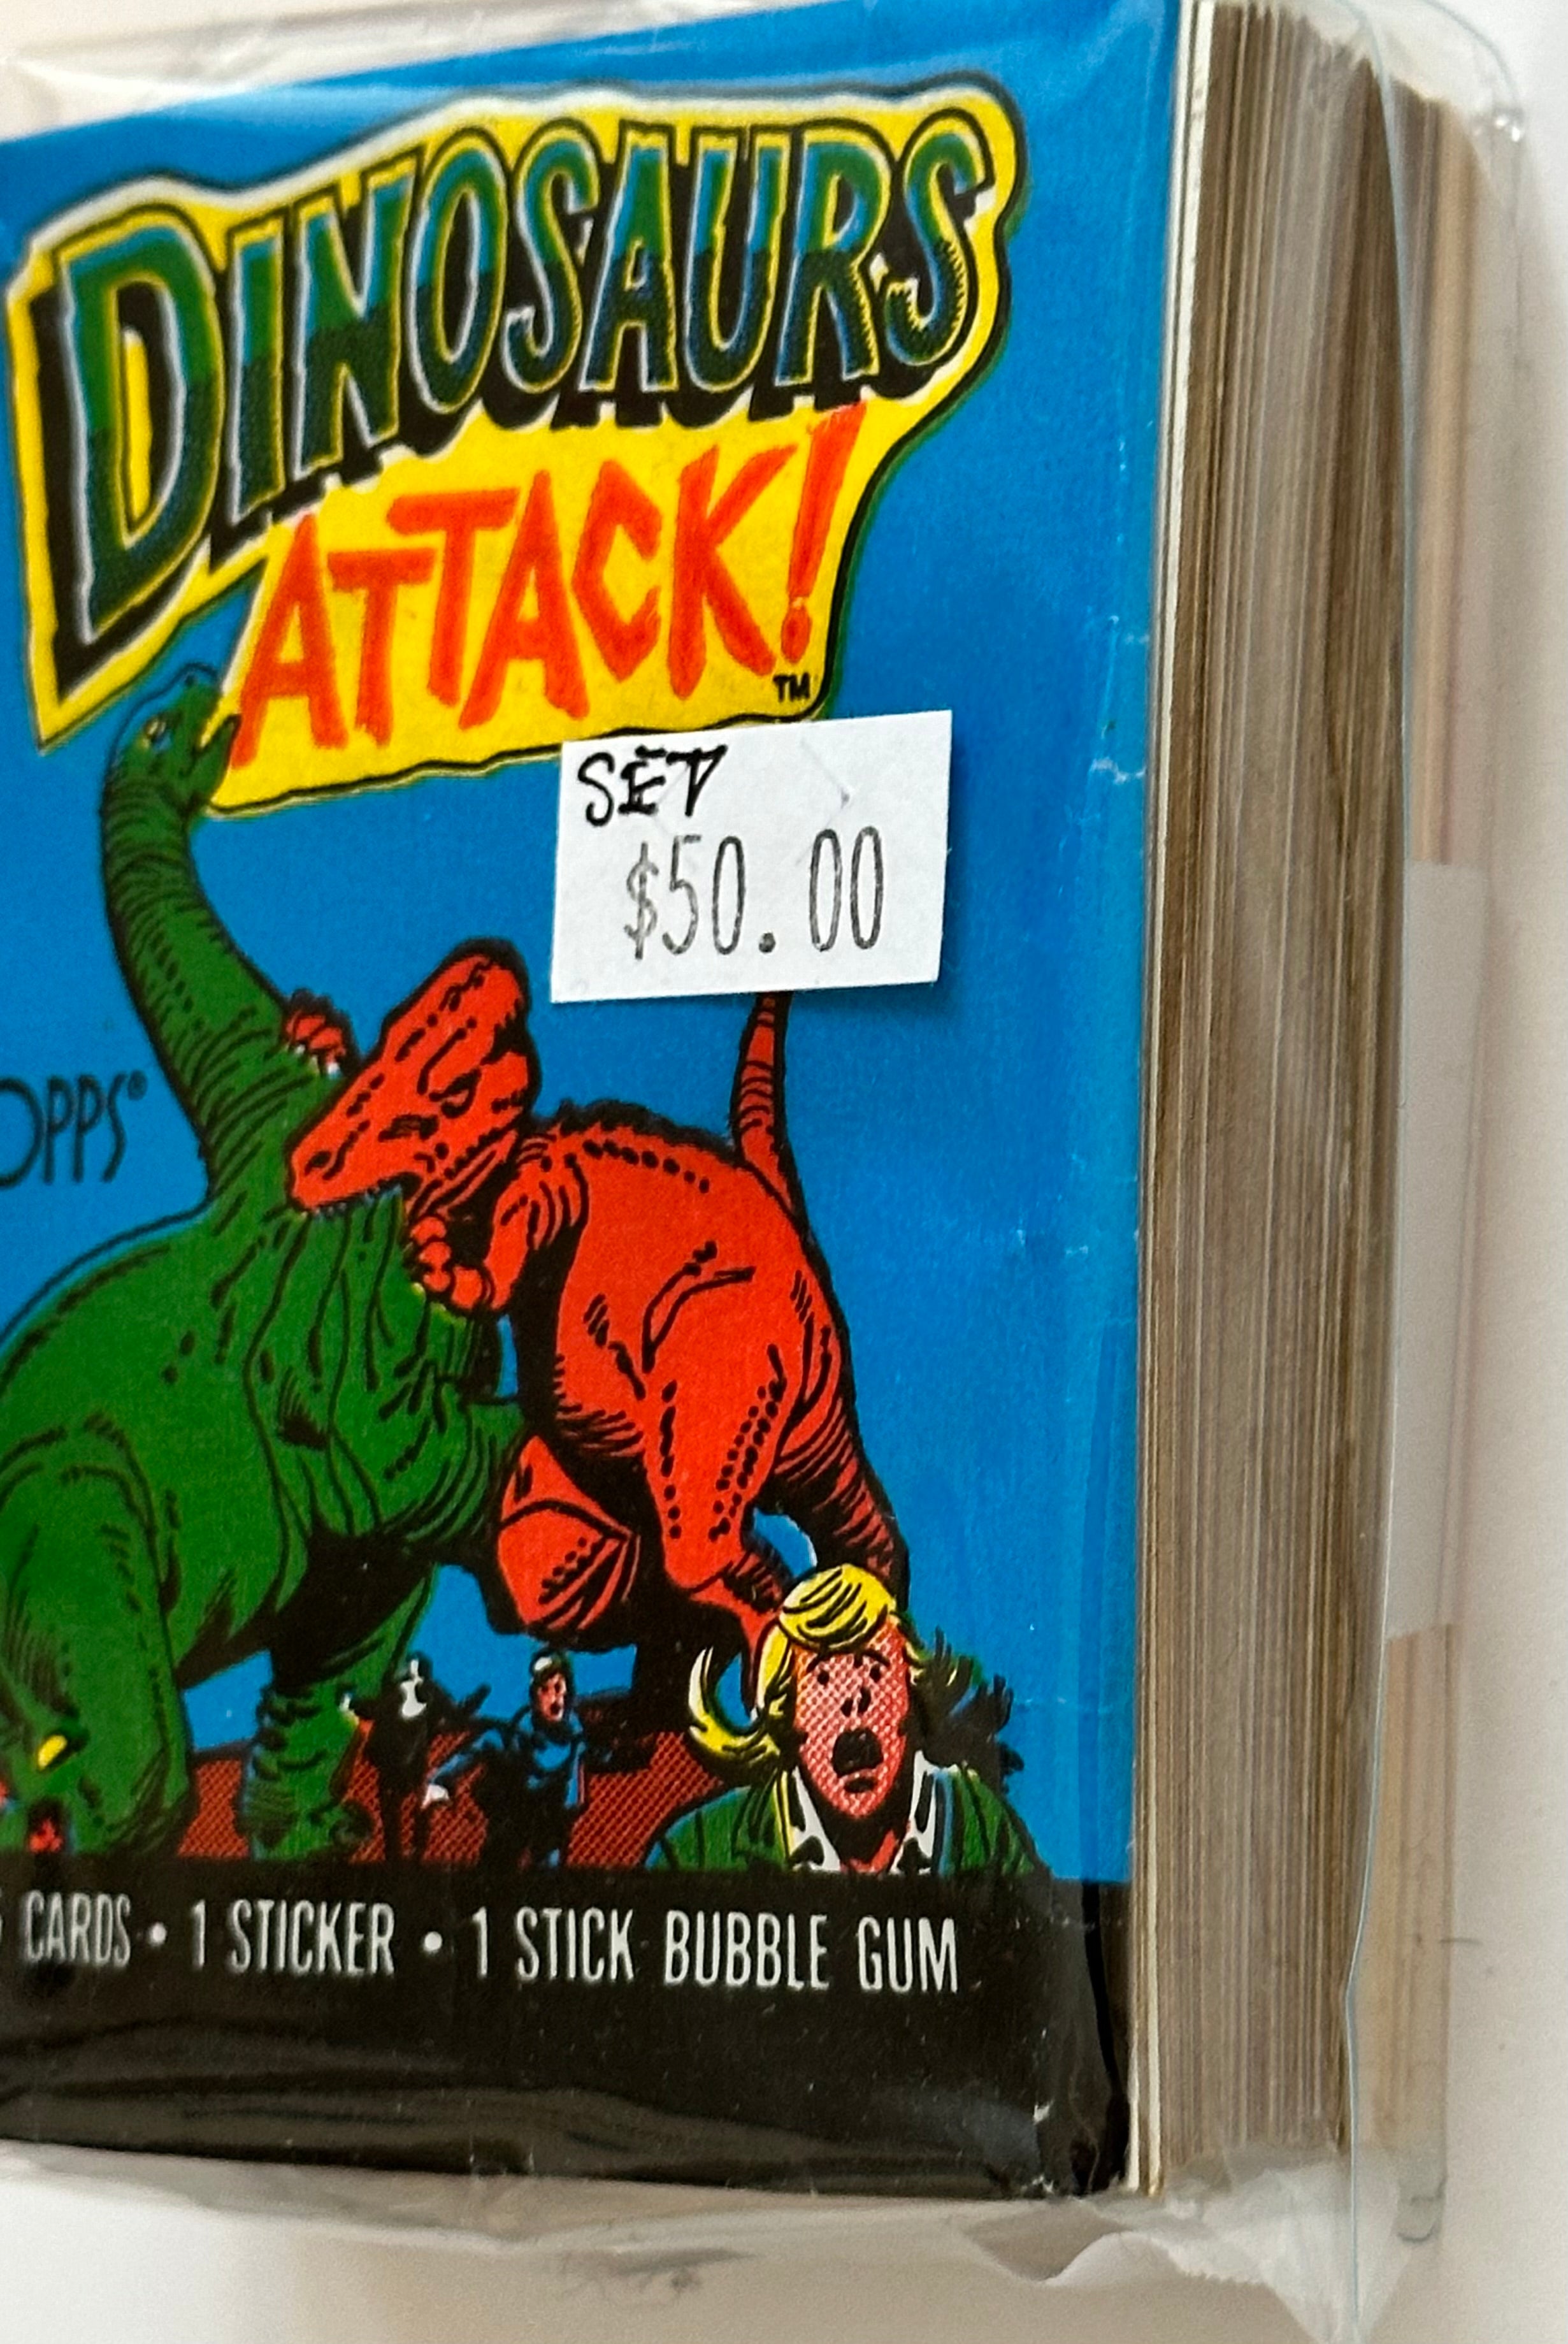 DINOSAURS
ATTACK!
TM
SET
$50.00
OPPS®
CARDS • 1 STICKER • 1 STICK BUBBLE GUM